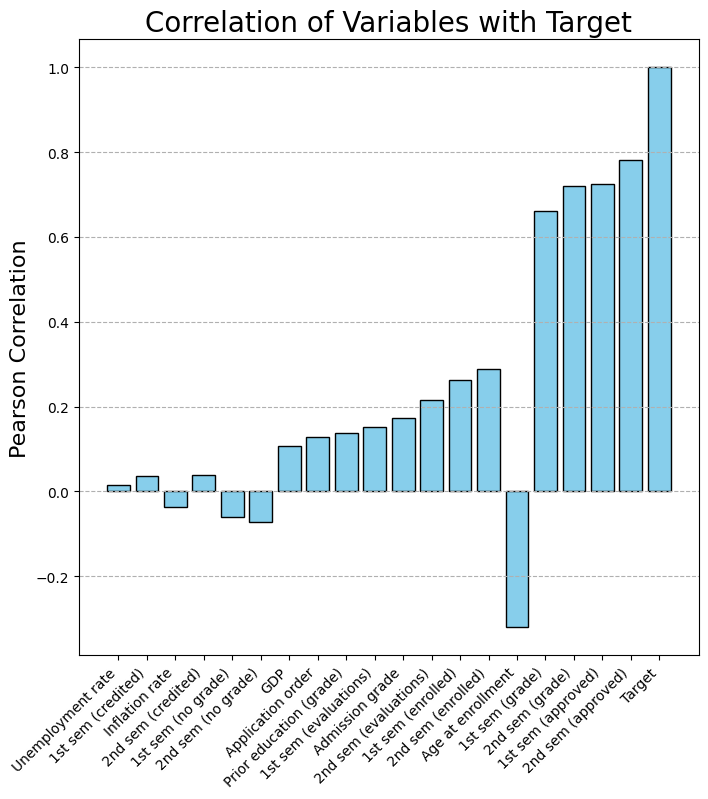 Correlation of Variables with Target
Pearson Correlation
1.0
0.8
0.6
0.4
0.2
0.0
−0.2
Unemployment rate
1st sem (credited)
Inflation rate
2nd sem (credited)
1st sem (no grade)
2nd sem (no grade)
GDP
Application order
Prior education (grade)
1st sem (evaluations)
Admission grade
2nd sem (evaluations)
1st sem (enrolled)
2nd sem (enrolled)
Age at enrollment
1st sem (grade)
2nd sem (grade)
1st sem (approved)
2nd sem (approved)
Target